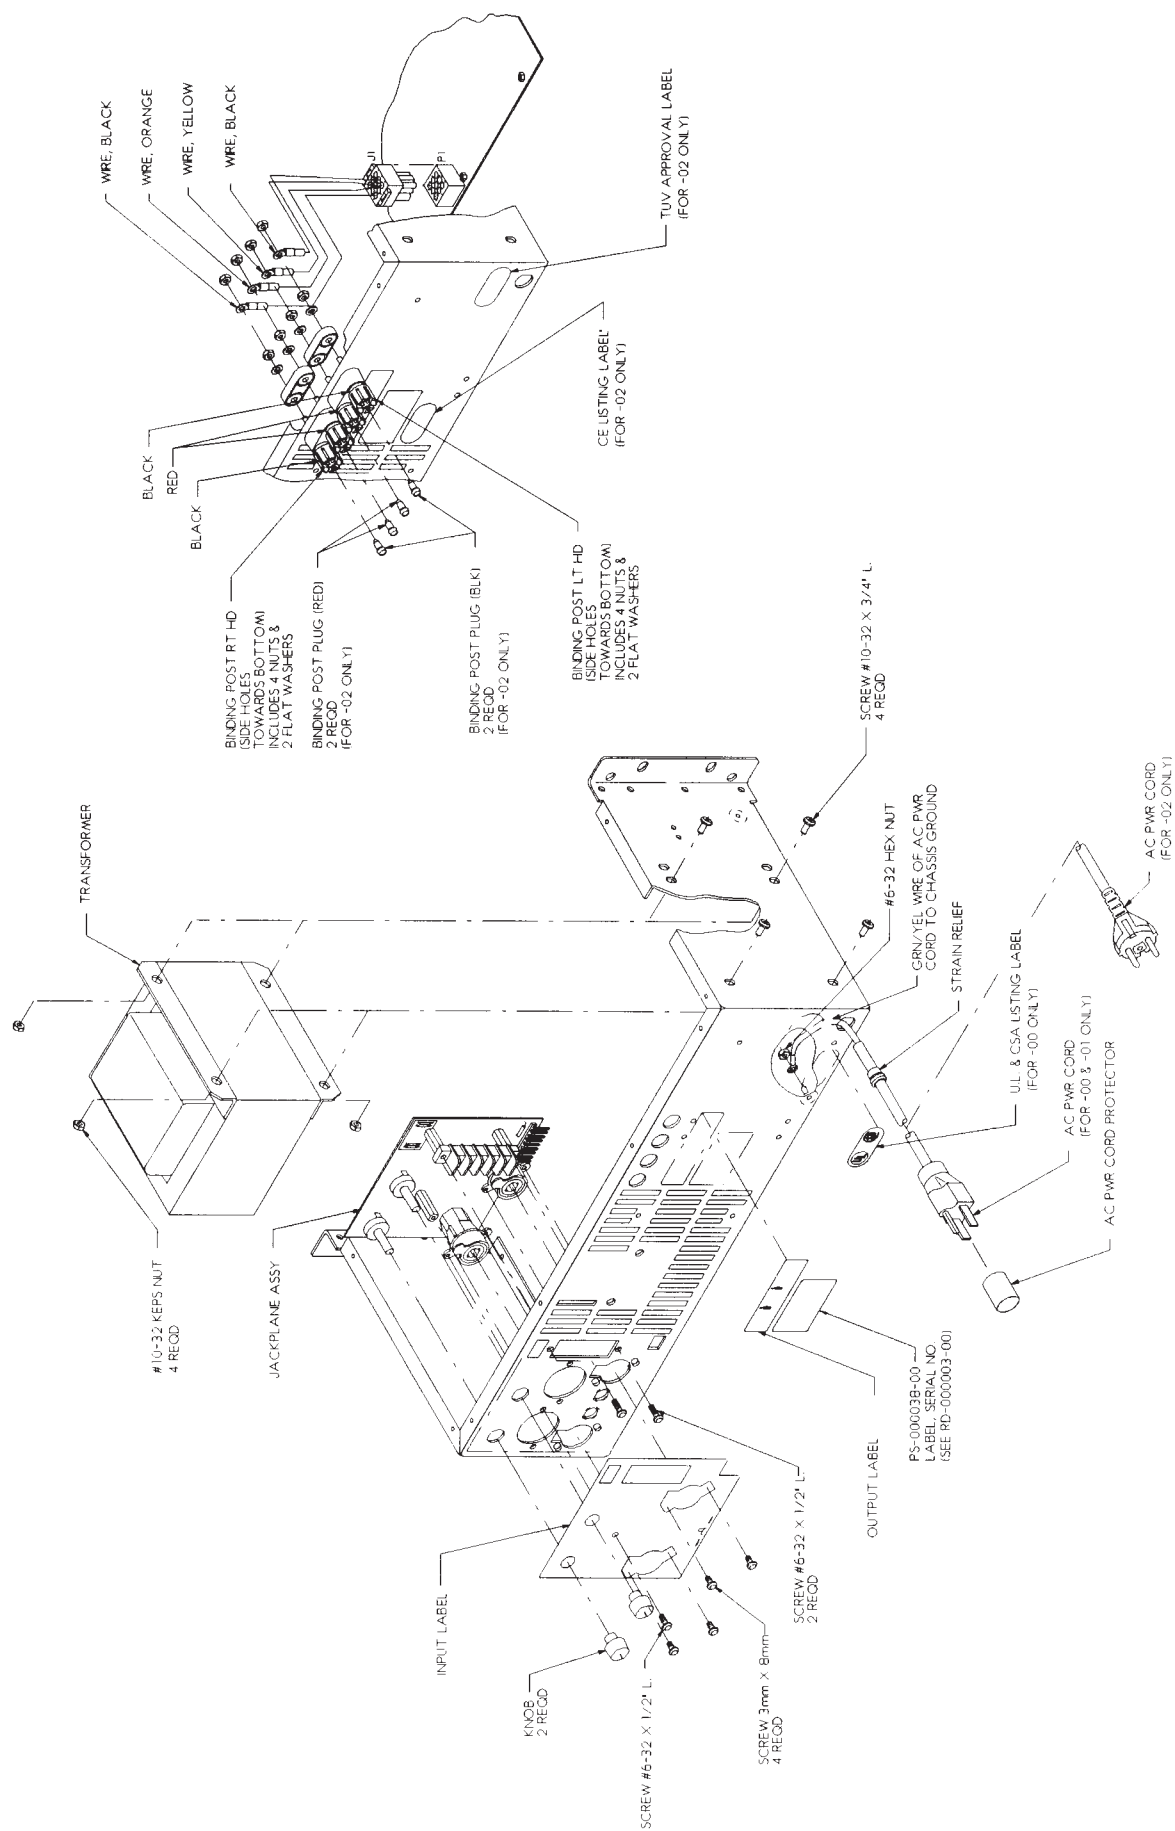 WIRE, BLACK
WIRE, ORANGE
WIRE, YELLOW
WIRE, BLACK
J1
P1
TUV APPROVAL LABEL
(FOR -02 ONLY)
CE LISTING LABEL'
(FOR -02 ONLY)
BLACK
RED
BLACK
BINDING POST RT HD
(SIDE HOLES
TOWARDS BOTTOM)
INCLUDES 4 NUTS &
2 FLAT WASHERS
BINDING POST PLUG (RED)
2 REQD
(FOR -02 ONLY)
BINDING POST PLUG (BLK)
2 REQD
(FOR -02 ONLY)
BINDING POST LT HD
(SIDE HOLES
TOWARDS BOTTOM)
INCLUDES 4 NUTS &
2 FLAT WASHERS
TRANSFORMER
#10-32 KEPS NUT
4 REQD
JACKPLANE ASSY
SCREW #10-32 X 3/4" L.
4 REQD
#6-32 HEX NUT
GRN/YEL WIRE OF AC PWR
CORD TO CHASSIS GROUND
STRAIN RELIEF
U.L. & CSA LISTING LABEL
(FOR -00 ONLY)
AC PWR CORD
(FOR -02 ONLY)
AC PWR CORD
(FOR -00 & -01 ONLY)
AC PWR CORD PROTECTOR
INPUT LABEL
KNOB
2 REQD
SCREW #6-32 X 1/2" L.
SCREW 3mm X 8mm
4 REQD
SCREW #6-32 X 1/2" L.
2 REQD
OUTPUT LABEL
PS-000038-00
LABEL, SERIAL NO.
(SEE RD-000003-00)